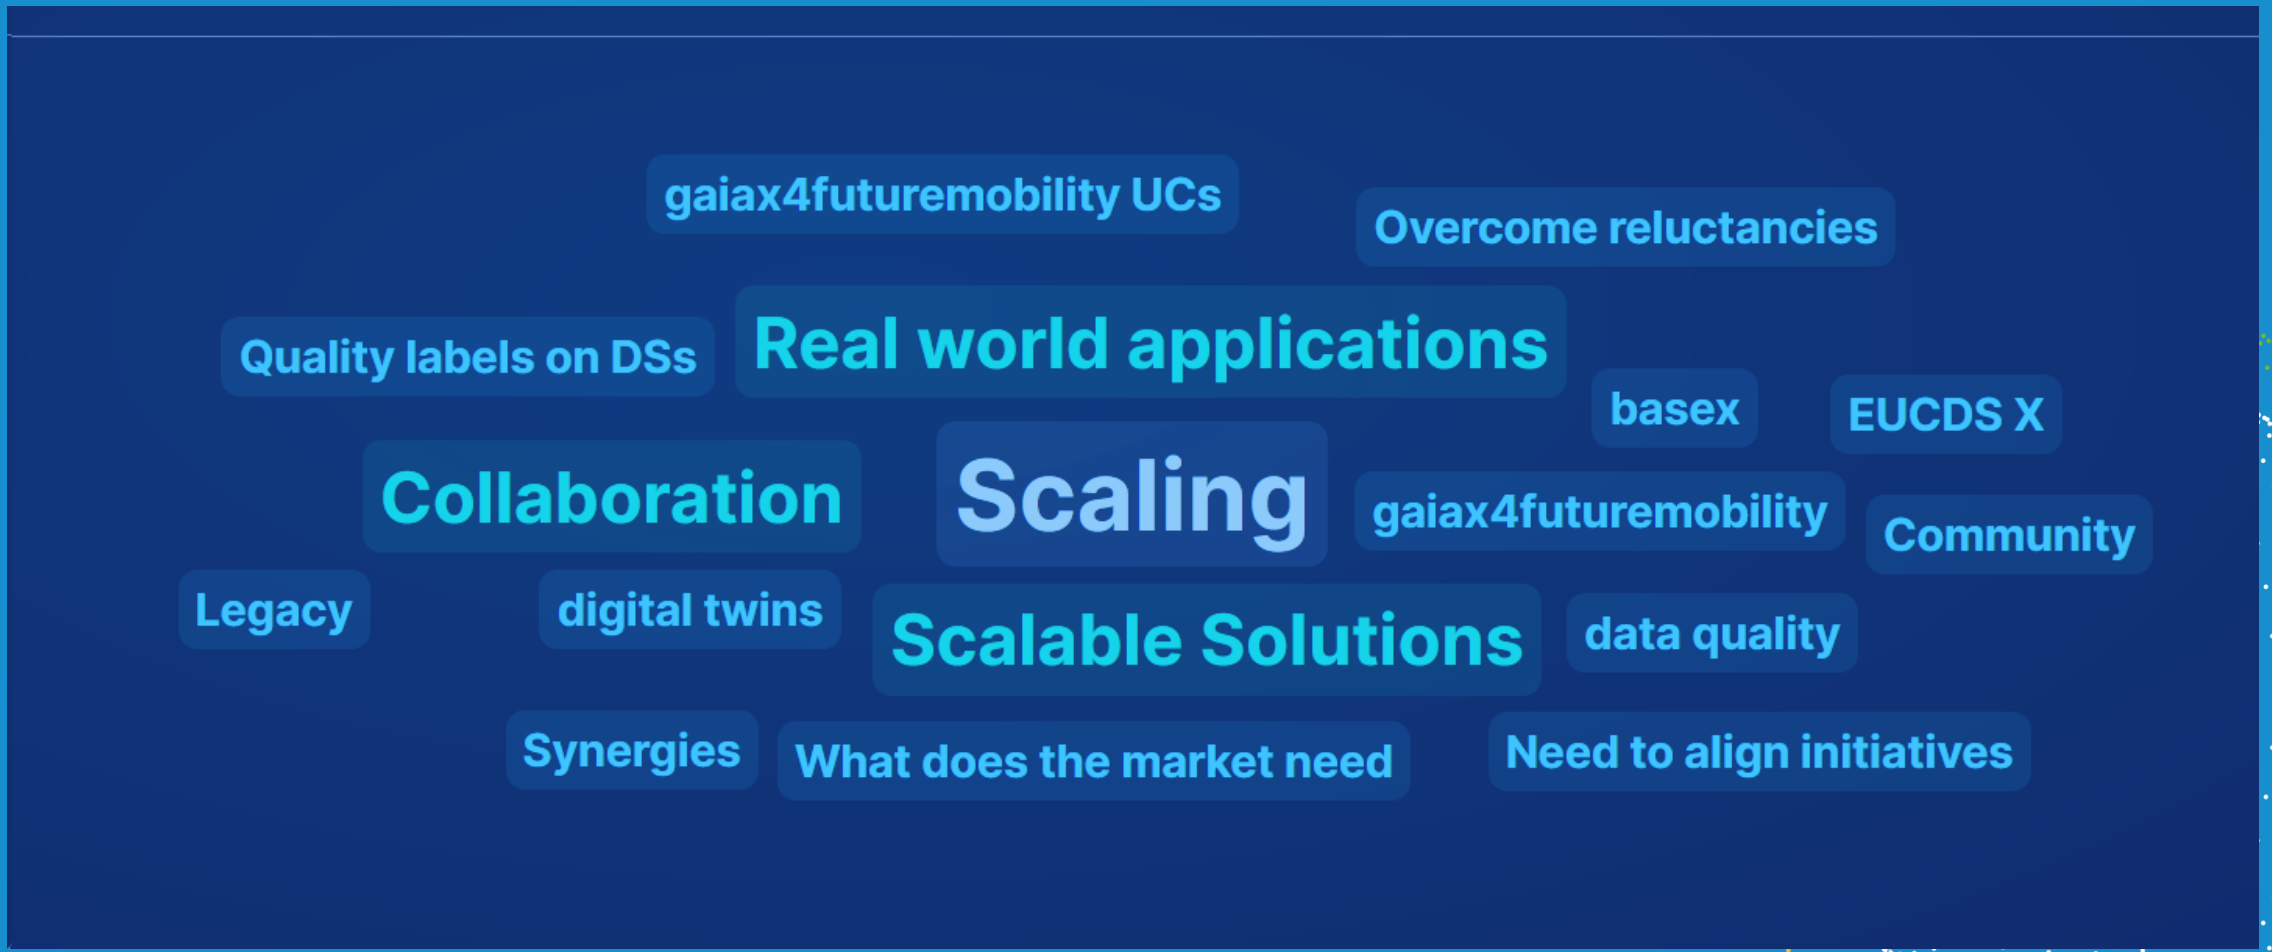 gaiax4futuremobility UCs
Overcome reluctancies
Real world applications
Quality labels on DSs
basex
EUCDS X
Collaboration
Scaling
gaiax4futuremobility
Community
Legacy
digital twins
Scalable Solutions
data quality
Synergies
What does the market need
Need to align initiatives